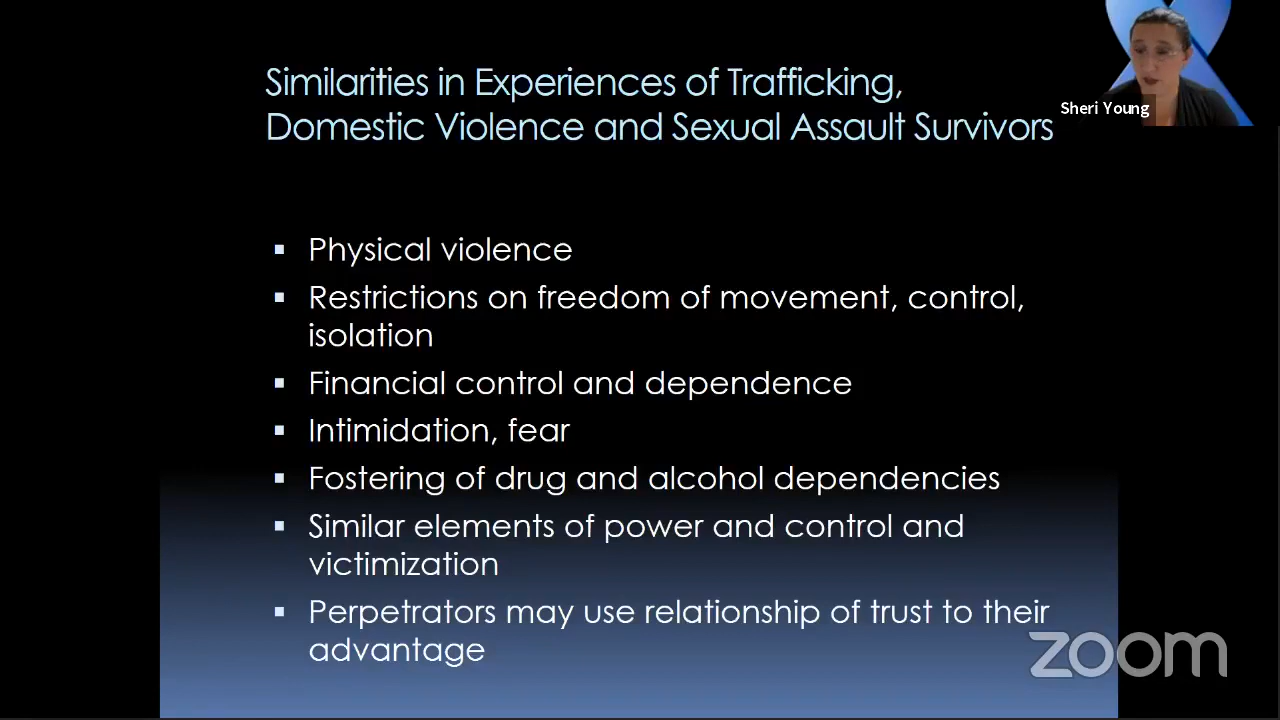 Similarities in Experiences of Trafficking,
Domestic Violence and Sexual Assault Survivors
Sheri Young
▪ Physical violence
▪ Restrictions on freedom of movement, control,
isolation
▪ Financial control and dependence
▪ Intimidation, fear
▪ Fostering of drug and alcohol dependencies
▪ Similar elements of power and control and
victimization
▪ Perpetrators may use relationship of trust to their
advantage
zoom